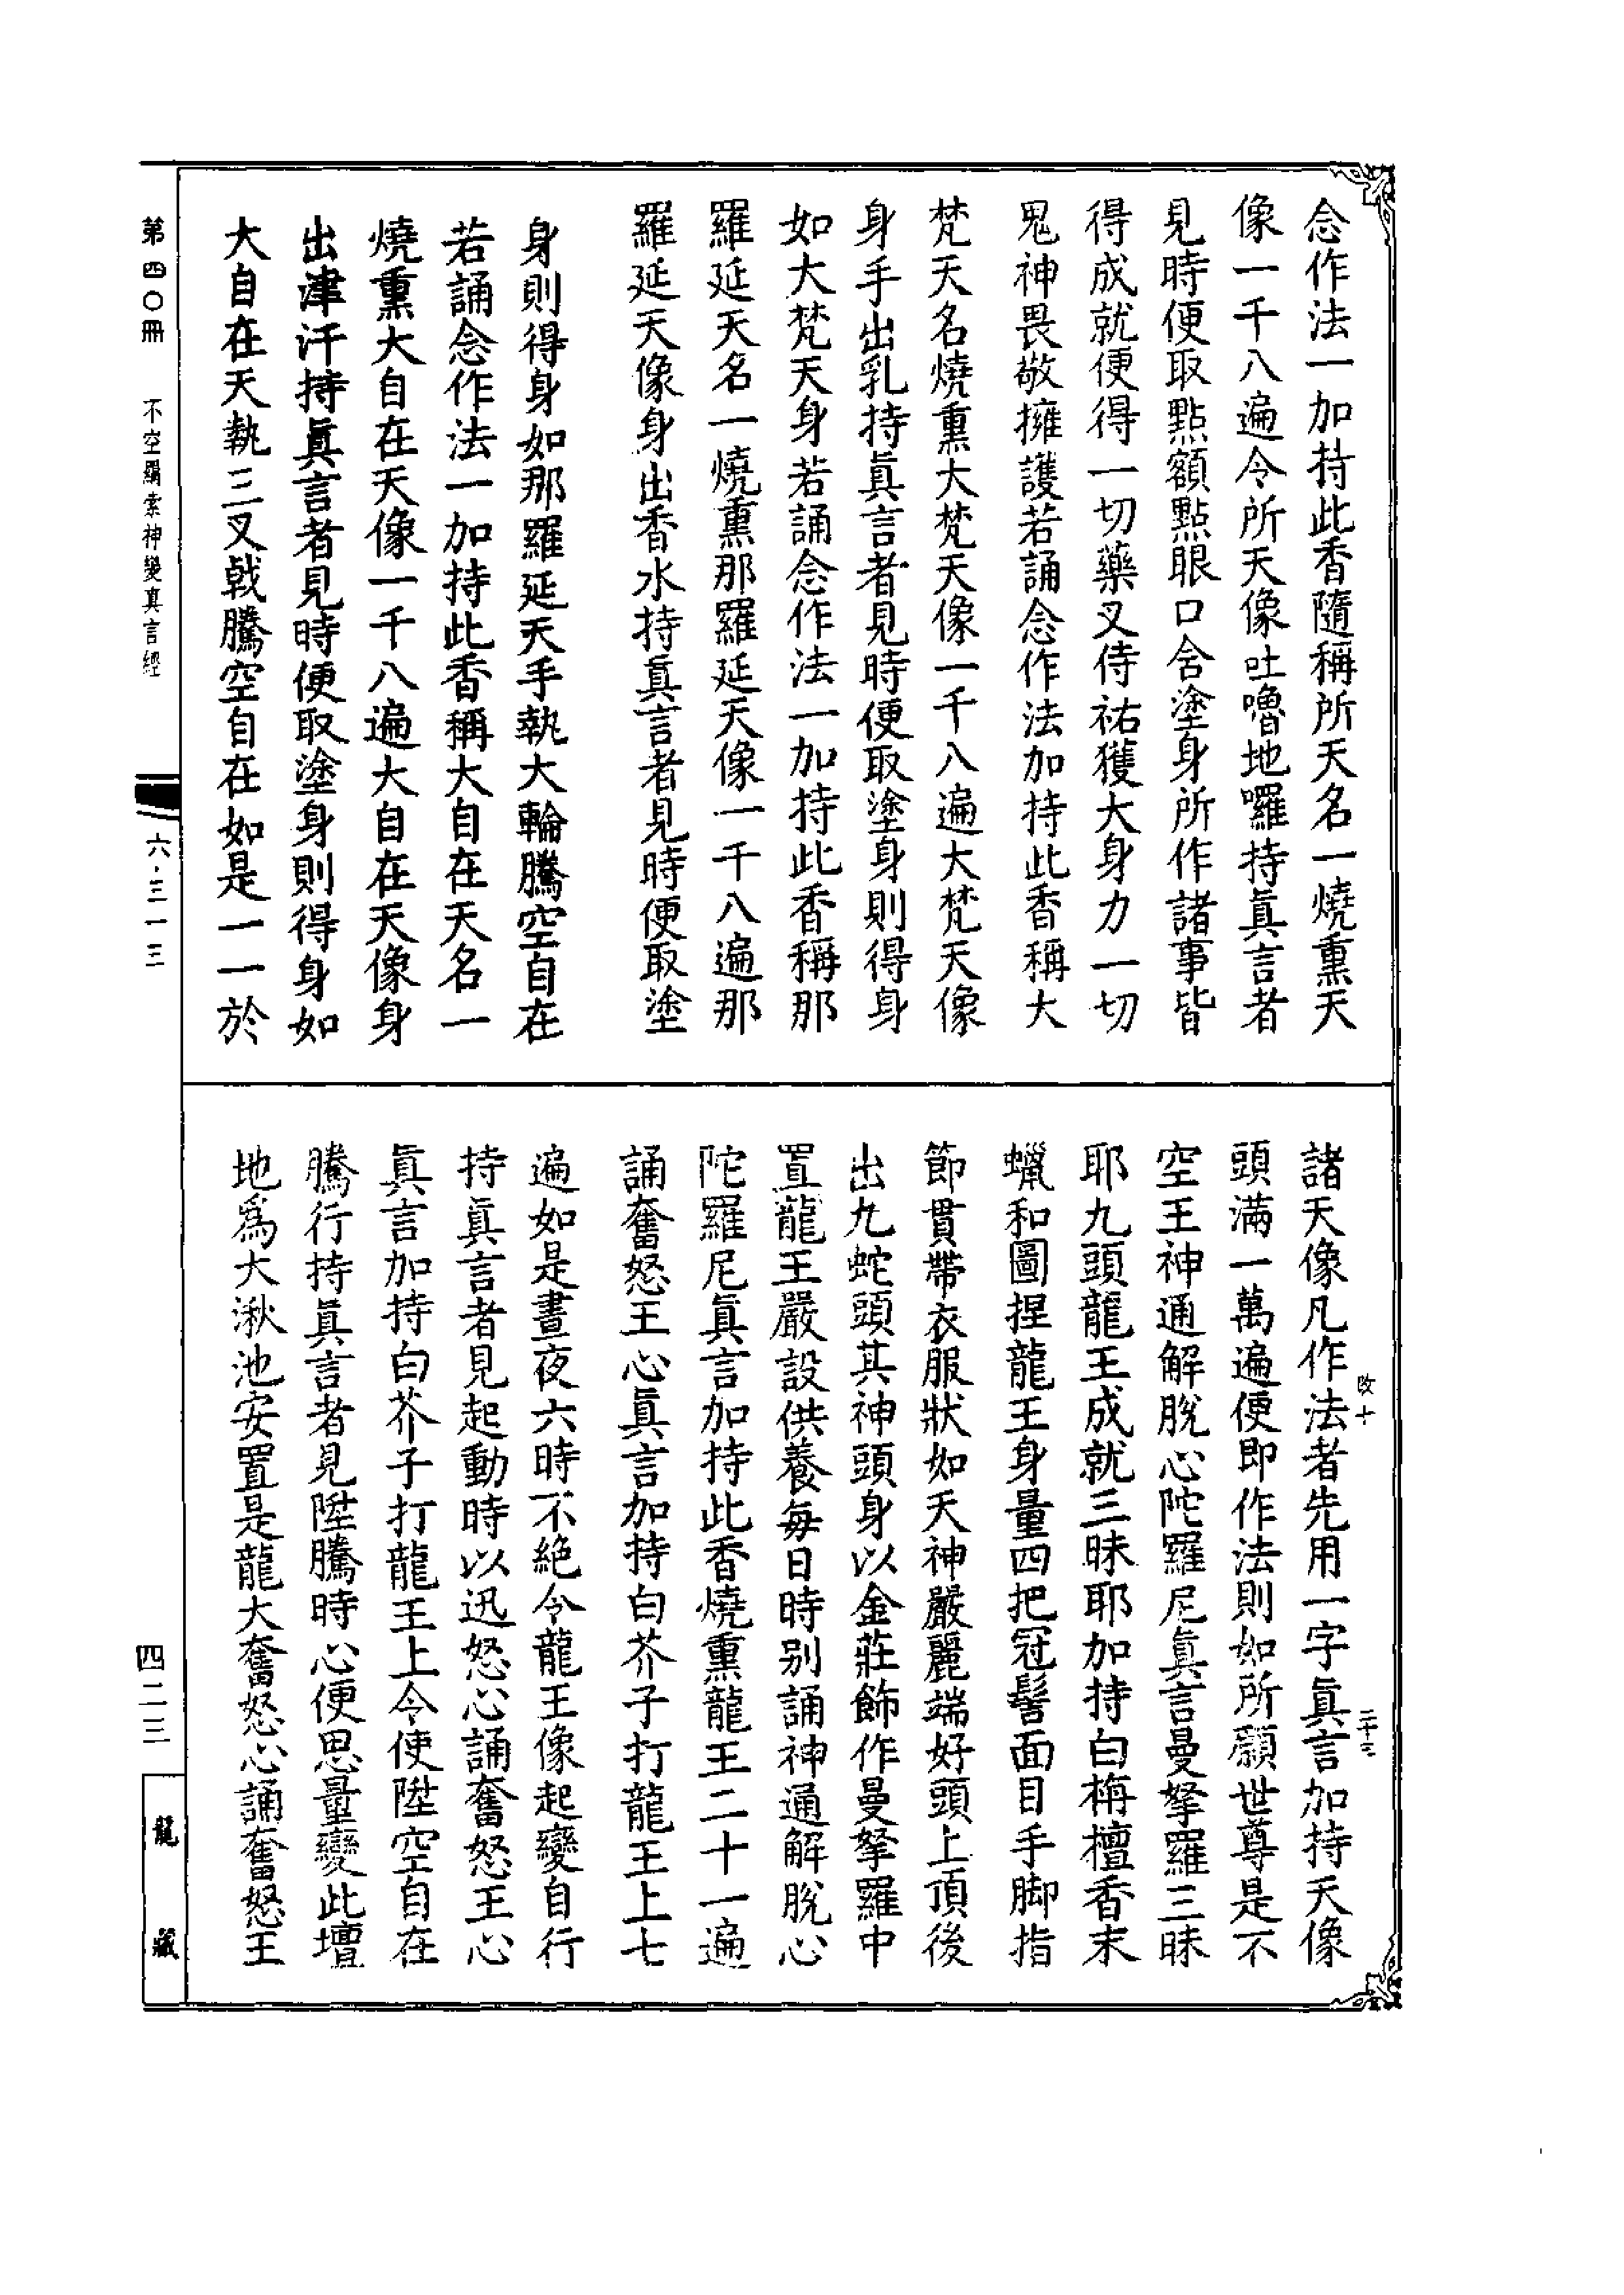 念作法一加持此香隨稱所天名一燒熏天
像一千八遍令所天像吐嚕地囉持眞言者
見時便取點額點眼口含塗身所作諸事皆
得成就便得一切藥叉侍祐獲大身力一切
鬼神畏敬擁護若誦念作法加持此香稱大
梵天名燒熏大梵天像一千八遍大梵天像
身手出乳持眞言者見時便取塗身則得身
如大梵天身若誦念作法一加持此香稱那
羅延天名一燒熏那羅延天像一千八遍那
羅延天像身出香水持眞言者見時便取塗
身則得身如那羅延天手執大輪騰空自在
若誦念作法一加持此香稱大自在天名一
燒熏大自在天像一千八遍大自在天像身
出津汗持眞言者見時便取塗身則得身如
大自在天執三叉戟騰空自在如是一一於
諸天像凡作法者先用一字眞言加持天像
頭滿一萬遍便即作法則如所願世尊是不
空王神通解脫心陀羅尼眞言曼拏羅三昧
耶九頭龍王成就三昧耶加持白栴檀香末
蠟和圖捏龍王身量四把冠髻面目手脚指
節貫帶衣服狀如天神嚴麗端好頭上頂後
出九蛇頭其神頭身以金莊飾作曼拏羅中
置龍王嚴設供養每日時別誦神通解脫心
陀羅尼眞言加持此香燒熏龍王二十一遍
誦奮怒王心眞言加持白芥子打龍王上七
遍如是晝夜六時不絕令龍王像起變自行
持眞言者見起動時以迅怒心誦奮怒王心
眞言加持白芥子打龍王上令使陞空自在
騰行持眞言者見陞騰時心便思量變此壇
地爲大湫池安置是龍大奮怒心誦奮怒王
改十
二十三
第四〇冊
不空羂索神變真言經
六·三一三
四二三
龍藏